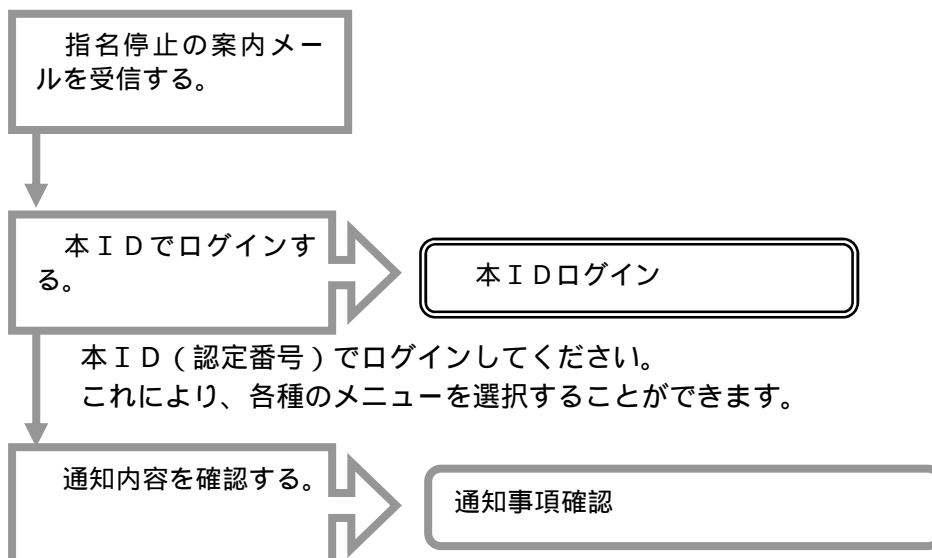 指名停止の案内メー
ルを受信する。
本ＩＤでログインす
る。
本ＩＤログイン
本ＩＤ（認定番号）でログインしてください。
これにより、各種のメニューを選択することができます。
通知内容を確認する。
通知事項確認